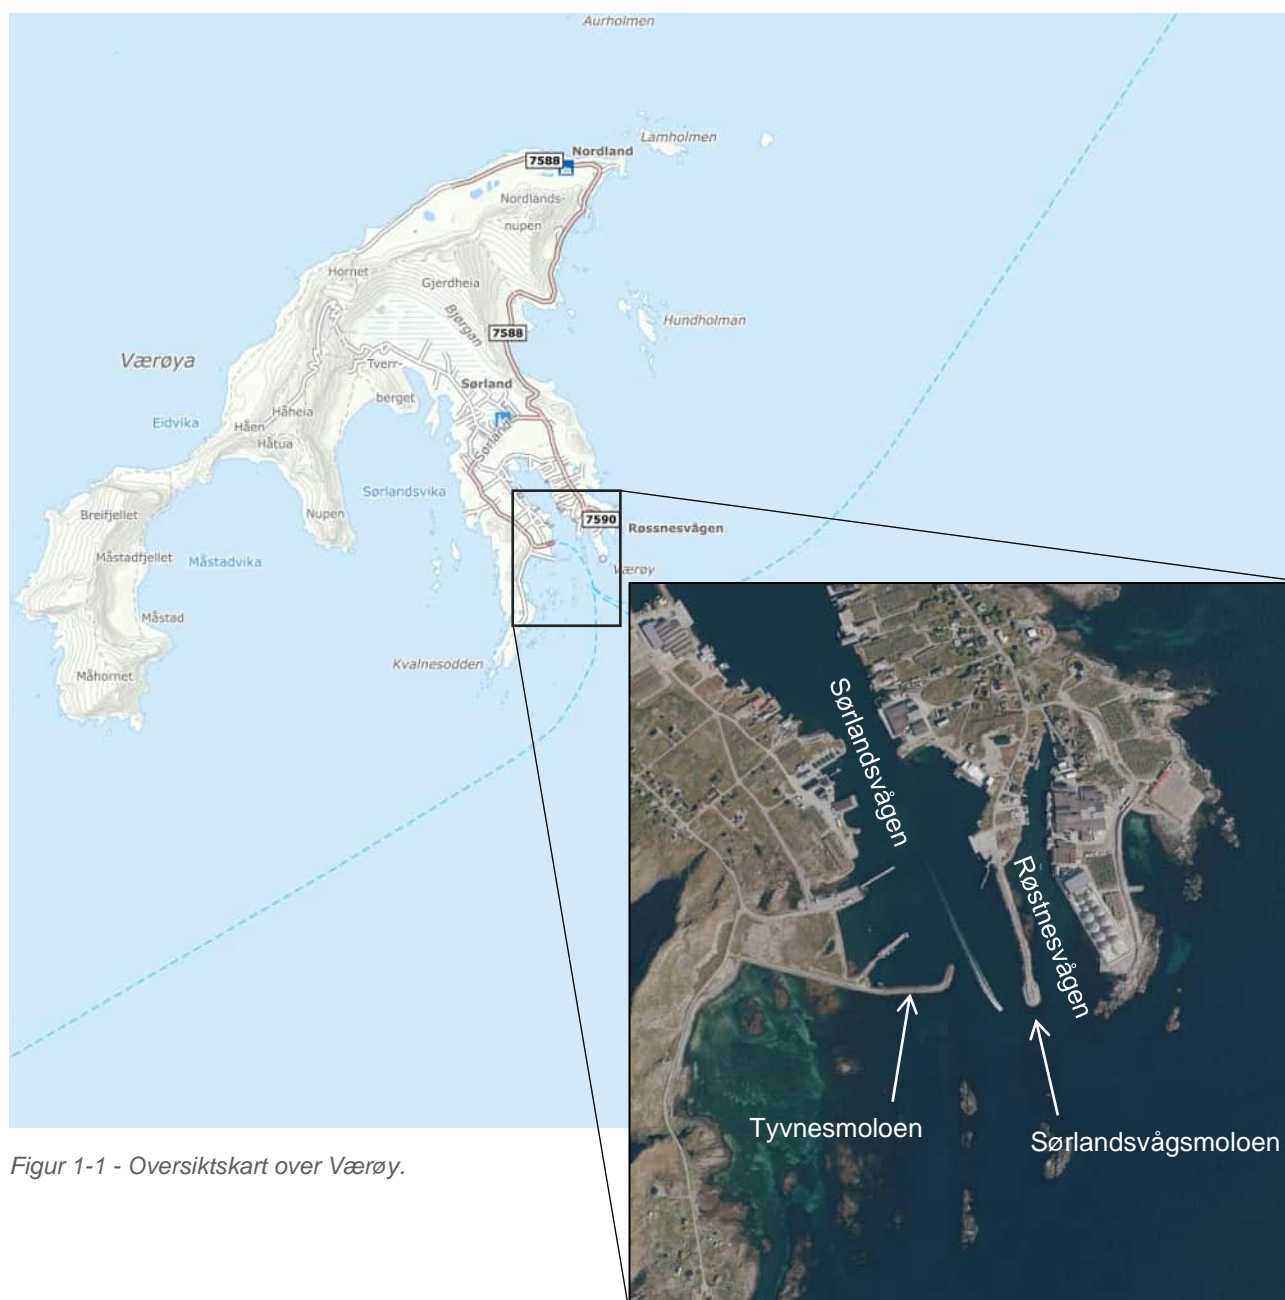 Aurholmen
Lamholmen
Nordland
7588
Nordlands-
nupen
Hornet
Gjerdheia
Bjørgan
Hundholman
7588
Værøya
Tverr-
berget
Sørland
Håheia
Eidvika
Håen
Håtua
Sørland
Sørlandsvika
Breifjellet
Nupen
7590
Røssnesvågen
Måstadfjellet
Måstadvika
Værøy
Måstad
Kvalnesodden
Måhornet
Sørlandsvågen
Røstnesvågen
Tyvnesmoloen
Sørlandsvågsmoloen
Figur 1-1 - Oversiktskart over Værøy.